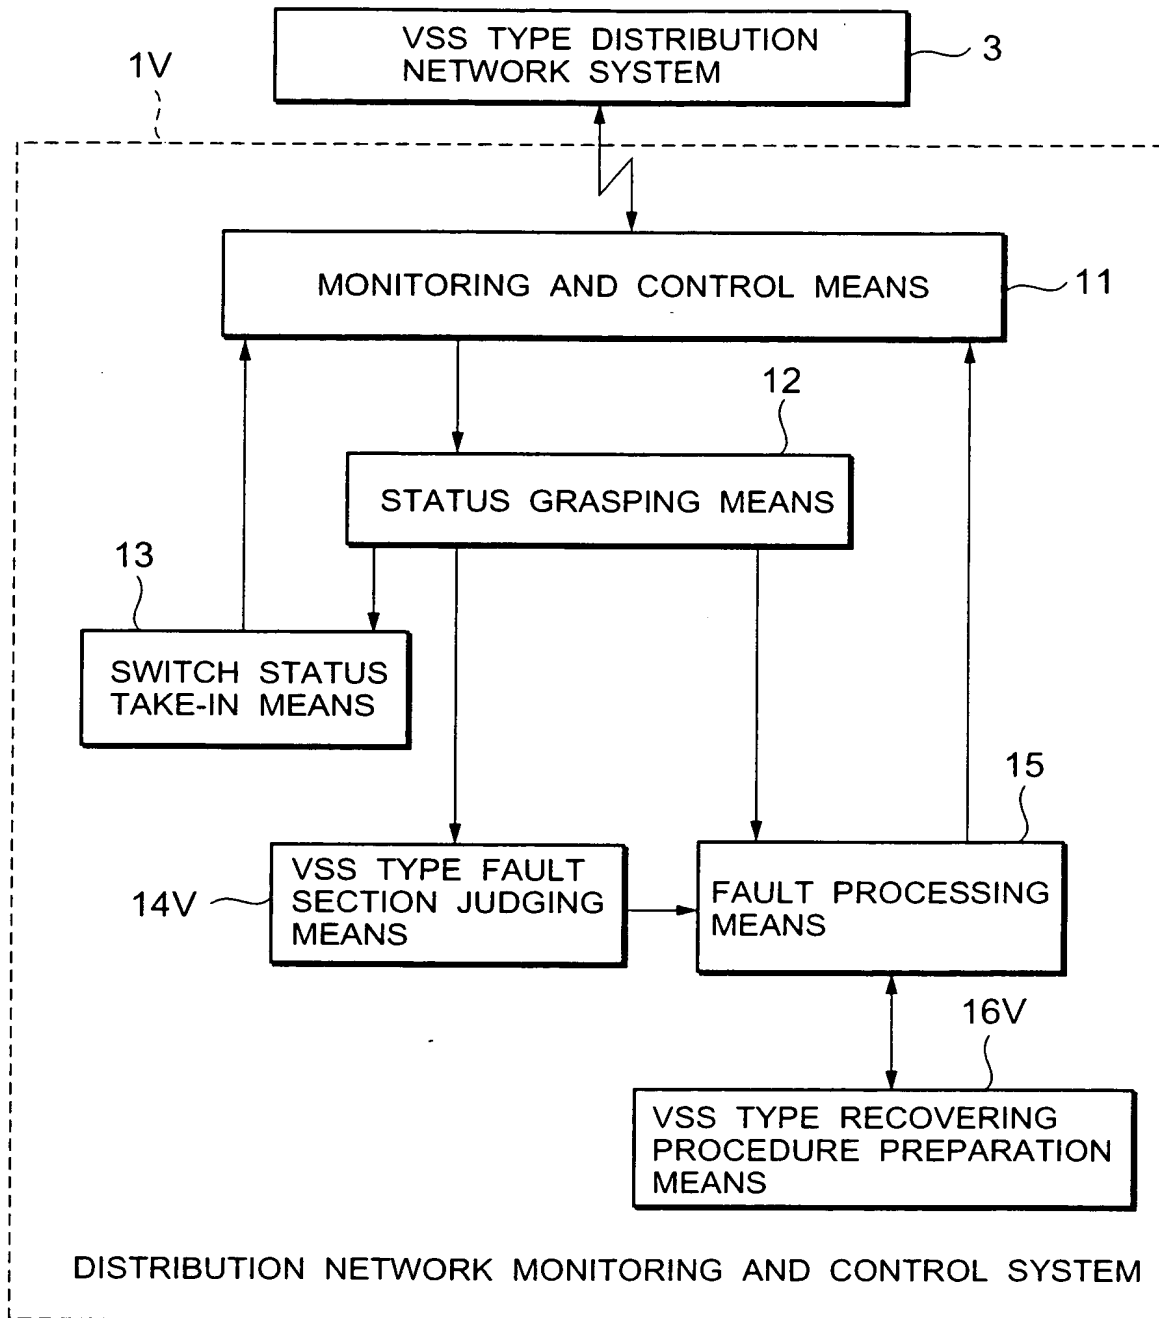 VSS TYPE DISTRIBUTION
NETWORK SYSTEM
3
1V
MONITORING AND CONTROL MEANS
11
12
STATUS GRASPING MEANS
13
SWITCH STATUS
TAKE-IN MEANS
15
14V
VSS TYPE FAULT
SECTION JUDGING
MEANS
FAULT PROCESSING
MEANS
16V
VSS TYPE RECOVERING
PROCEDURE PREPARATION
MEANS
DISTRIBUTION NETWORK MONITORING AND CONTROL SYSTEM